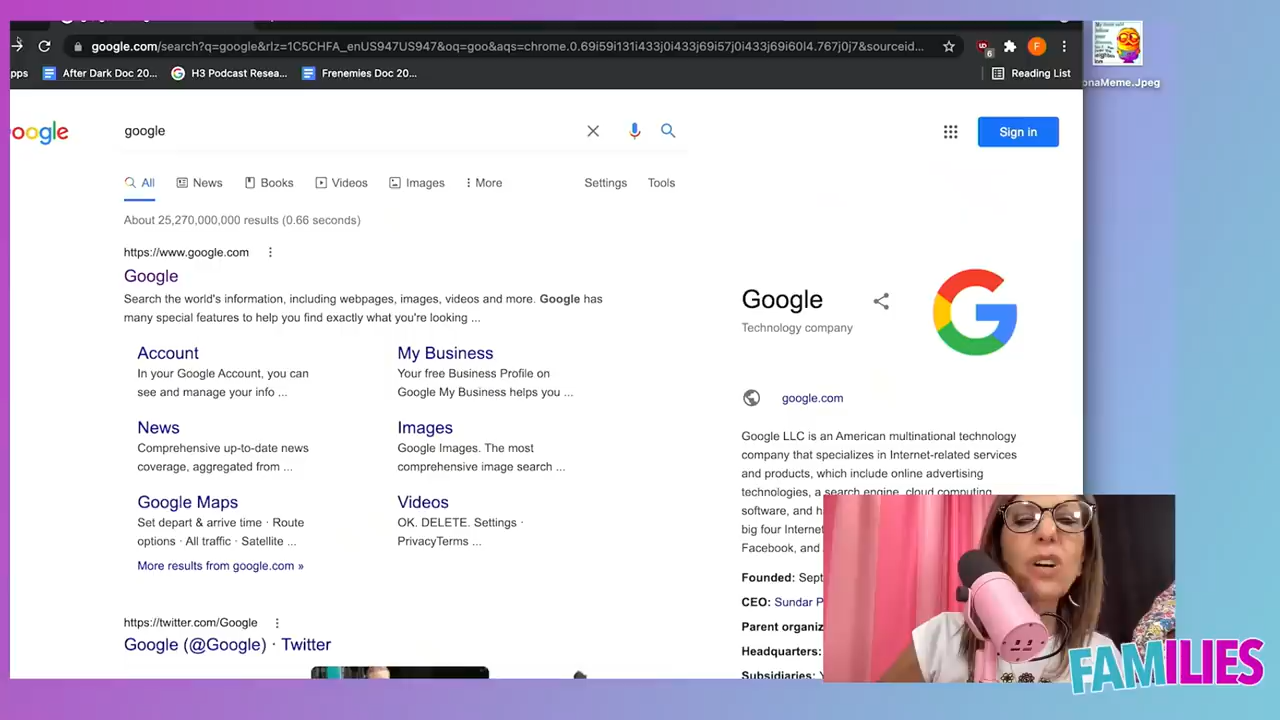 google.com/search?q=google&rlz=1C5CHFA_enUS947US947&oq=goo&aqs=chrome.0.69i59i131i433j0i433j69i57j0i433j69i60l4.767j0j7&sourceid...
6
F
pps
After Dark Doc 20...
H3 Podcast Resea...
Frenemies Doc 20...
Reading List
onaMeme.Jpeg
oogle
google
Sign in
All
News
Books
Videos
Images
More
Settings
Tools
About 25,270,000,000 results (0.66 seconds)
https://www.google.com
Google
Search the world's information, including webpages, images, videos and more. Google has
many special features to help you find exactly what you're looking ...
Account
In your Google Account, you can
see and manage your info ...
My Business
Your free Business Profile on
Google My Business helps you ...
News
Comprehensive up-to-date news
coverage, aggregated from ...
Images
Google Images. The most
comprehensive image search ...
Google Maps
Set depart & arrive time · Route
options · All traffic · Satellite ...
Videos
OK. DELETE. Settings ·
PrivacyTerms ...
More results from google.com »
https://twitter.com/Google
Google (@Google) · Twitter
Google
Technology company
G
google.com
Google LLC is an American multinational technology
company that specializes in Internet-related services
and products, which include online advertising
technologies, a search engine, cloud computing,
software, and h
big four Internet
Facebook, and
Founded: Sept
CEO: Sundar P
Parent organiz
Headquarters:
Subsidiaries: Y
FAMILIES